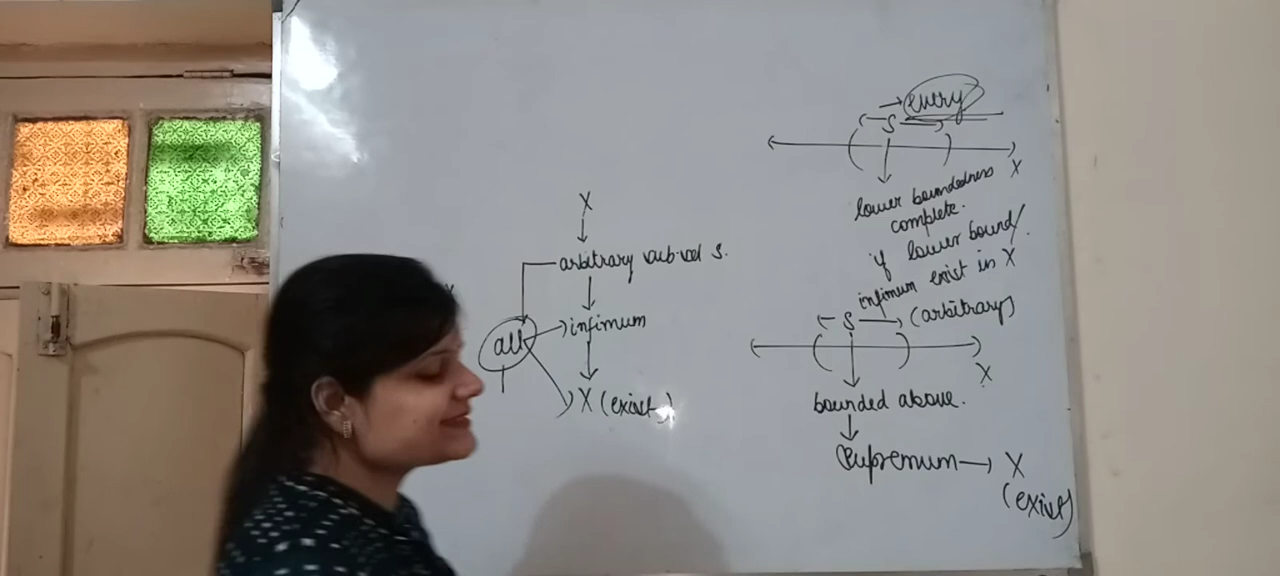 X
arbitrary sub-set S.
all
infimum
X (exist)
every
S
X
lower boundedness
complete.
if lower bound/
infimum exist in X
S (arbitrary)
X
bounded above.
Supremum X
(exist)